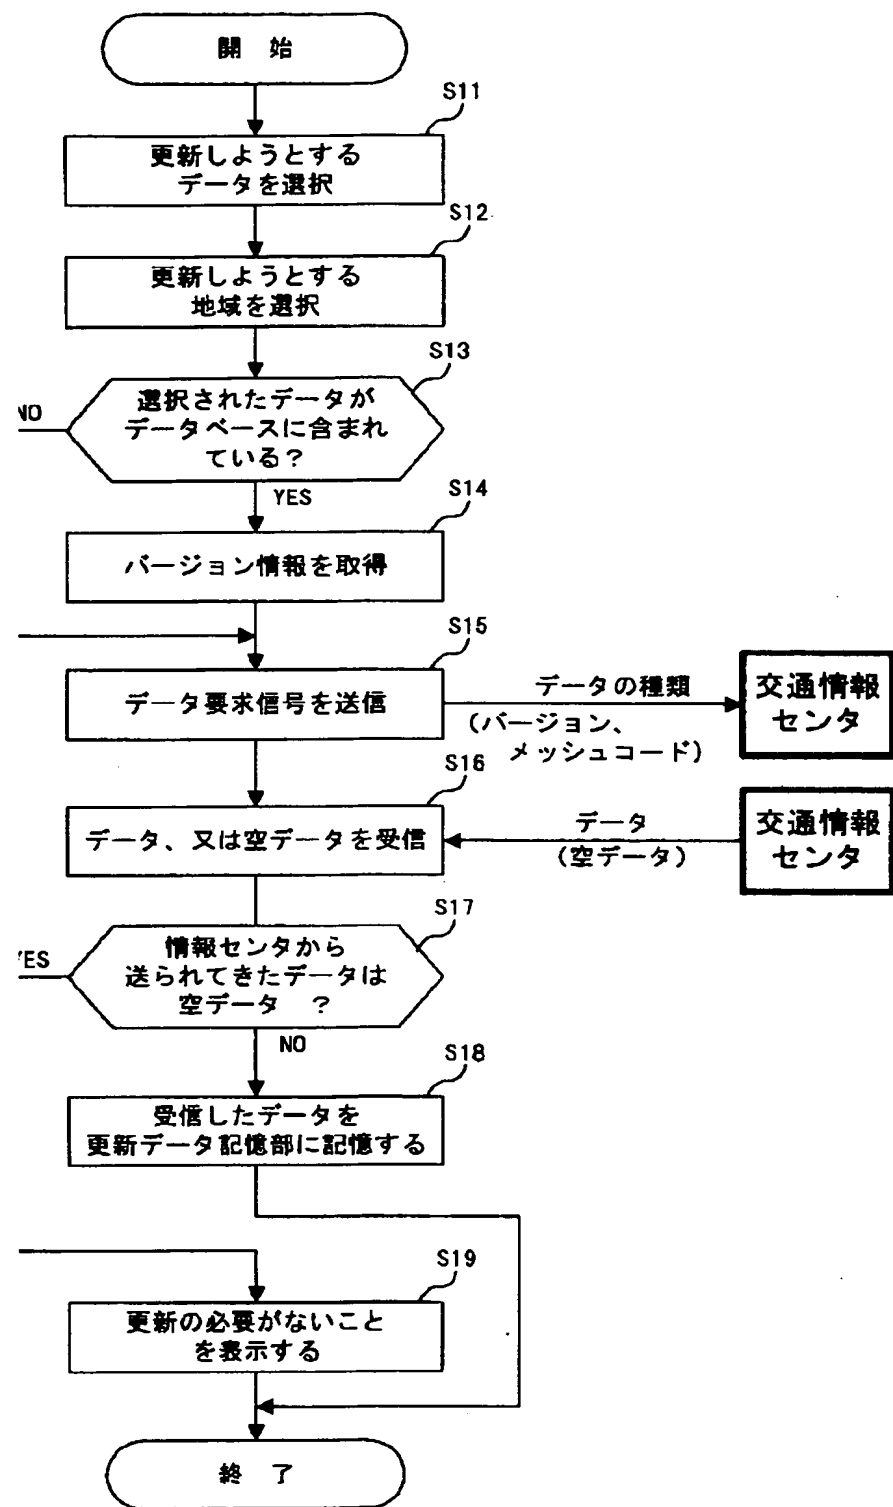 開 始
S11
更新しようとする
データを選択
S12
更新しようとする
地域を選択
S13
選択されたデータが
データベースに含まれ
ている？
NO
YES
S14
バージョン情報を取得
S15
データ要求信号を送信
データの種類
（バージョン、
メッシュコード）
交通情報
センタ
S16
データ、又は空データを受信
データ
（空データ）
交通情報
センタ
S17
情報センタから
送られてきたデータは
空データ ？
YES
NO
S18
受信したデータを
更新データ記憶部に記憶する
S19
更新の必要がないこと
を表示する
終 了